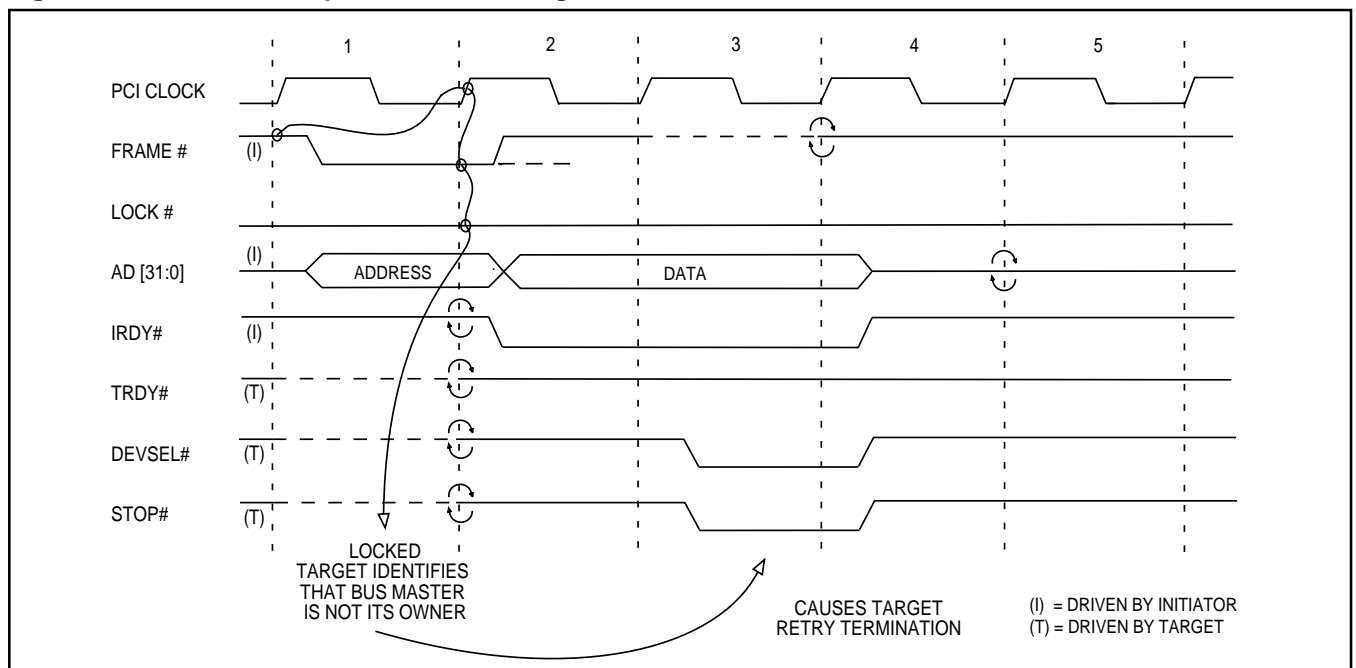 1 2 3 4 5
PCI CLOCK
FRAME # (I)
LOCK #
AD [31:0] (I) ADDRESS DATA
IRDY# (I)
TRDY# (T)
DEVSEL# (T)
STOP# (T)
LOCKED
TARGET IDENTIFIES
THAT BUS MASTER
IS NOT ITS OWNER
CAUSES TARGET
RETRY TERMINATION
(I) = DRIVEN BY INITIATOR
(T) = DRIVEN BY TARGET